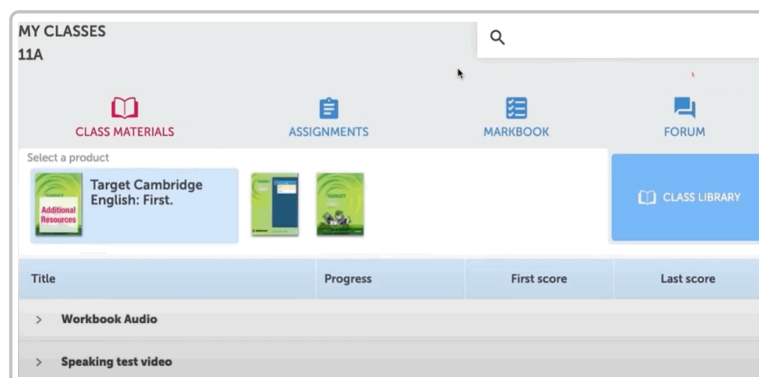 MY CLASSES
11A
CLASS MATERIALS
ASSIGNMENTS
MARKBOOK
FORUM
Select a product
Additional
Resources
Target Cambridge
English: First.
CLASS LIBRARY
Title
Progress
First score
Last score
Workbook Audio
Speaking test video